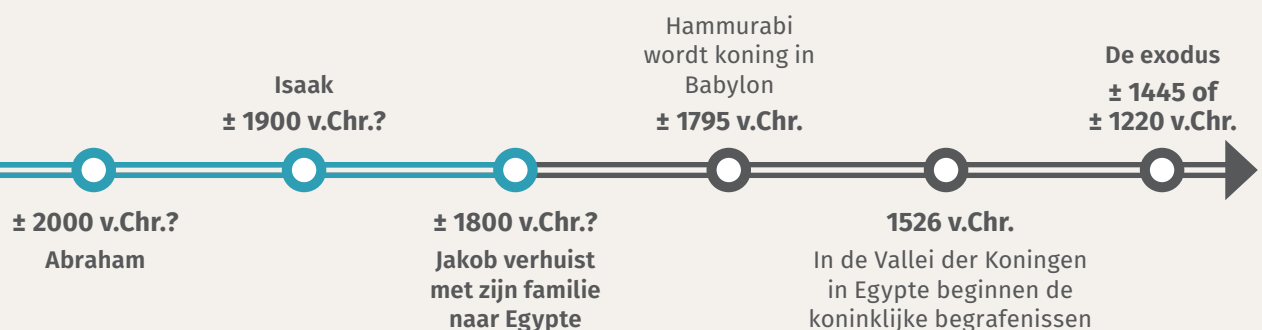 ± 2000 v.Chr.?
Abraham
Isaak
± 1900 v.Chr.?
± 1800 v.Chr.?
Jakob verhuist
met zijn familie
naar Egypte
Hammurabi
wordt koning in
Babylon
± 1795 v.Chr.
1526 v.Chr.
In de Vallei der Koningen
in Egypte beginnen de
koninklijke begrafenissen
De exodus
± 1445 of
± 1220 v.Chr.